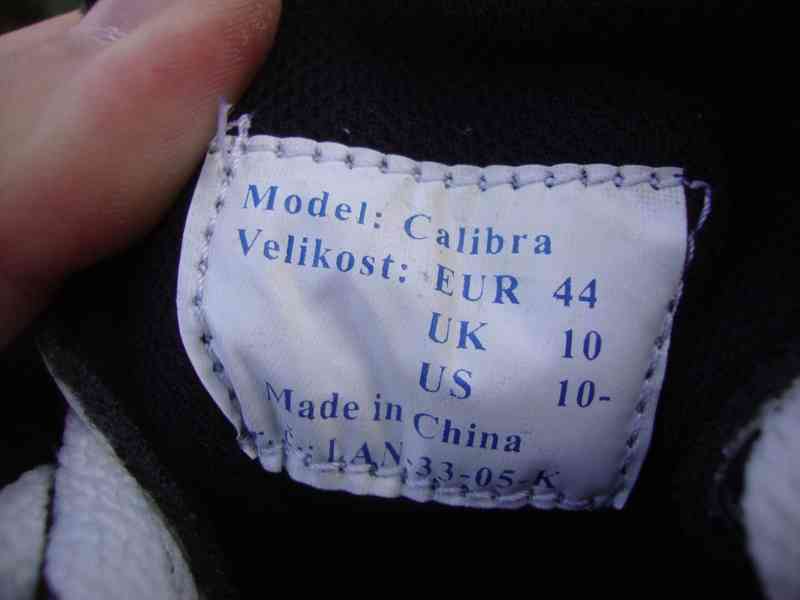 Model: Calibra
Velikost: EUR 44
UK 10
US 10-
Made in China
LAN-33-05-K